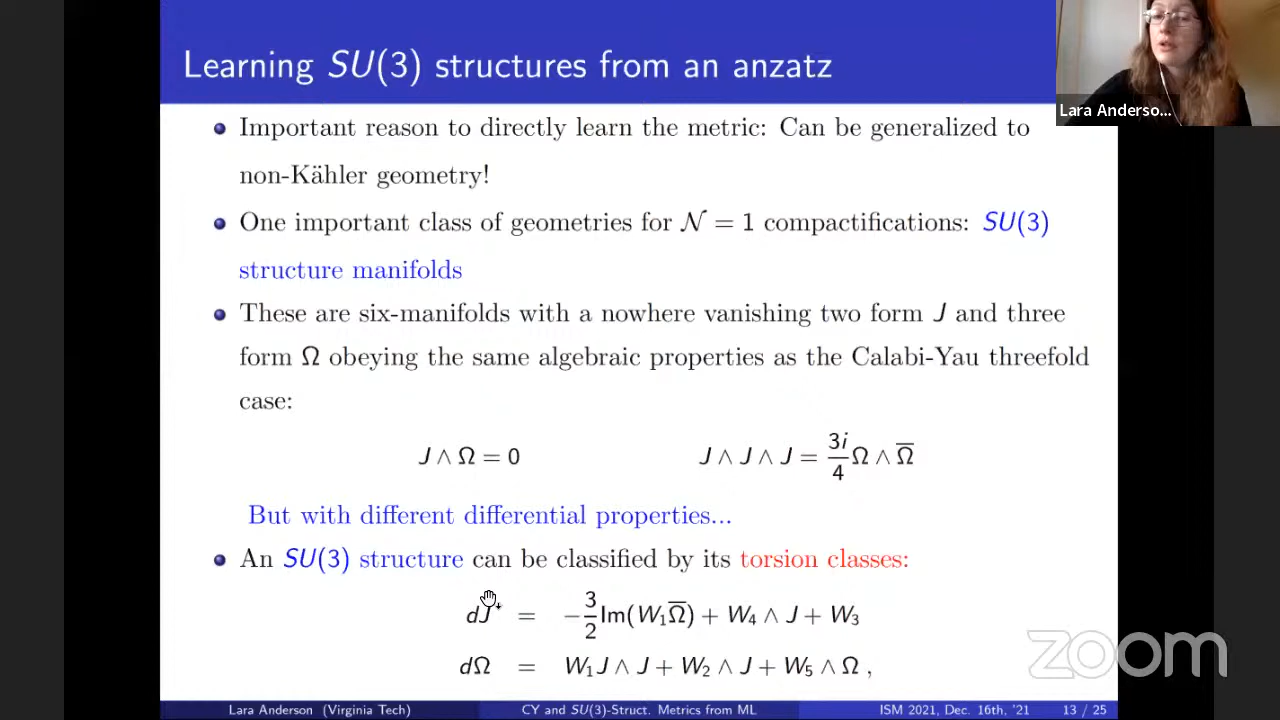 Learning SU(3) structures from an anzatz
Lara Anderso...
Important reason to directly learn the metric: Can be generalized to
non-Kähler geometry!
One important class of geometries for 𝒩 = 1 compactifications: SU(3)
structure manifolds
These are six-manifolds with a nowhere vanishing two form J and three
form Ω obeying the same algebraic properties as the Calabi-Yau threefold
case:
J ∧ Ω = 0    J ∧ J ∧ J = 3i/4 Ω ∧ Ω̅
But with different differential properties...
An SU(3) structure can be classified by its torsion classes:
dJ = −3/2 Im(W₁Ω̅) + W₄ ∧ J + W₃
dΩ = W₁J ∧ J + W₂ ∧ J + W₅ ∧ Ω ,
zoom
Lara Anderson (Virginia Tech)    CY and SU(3)-Struct. Metrics from ML    ISM 2021, Dec. 16th, '21    13 / 25